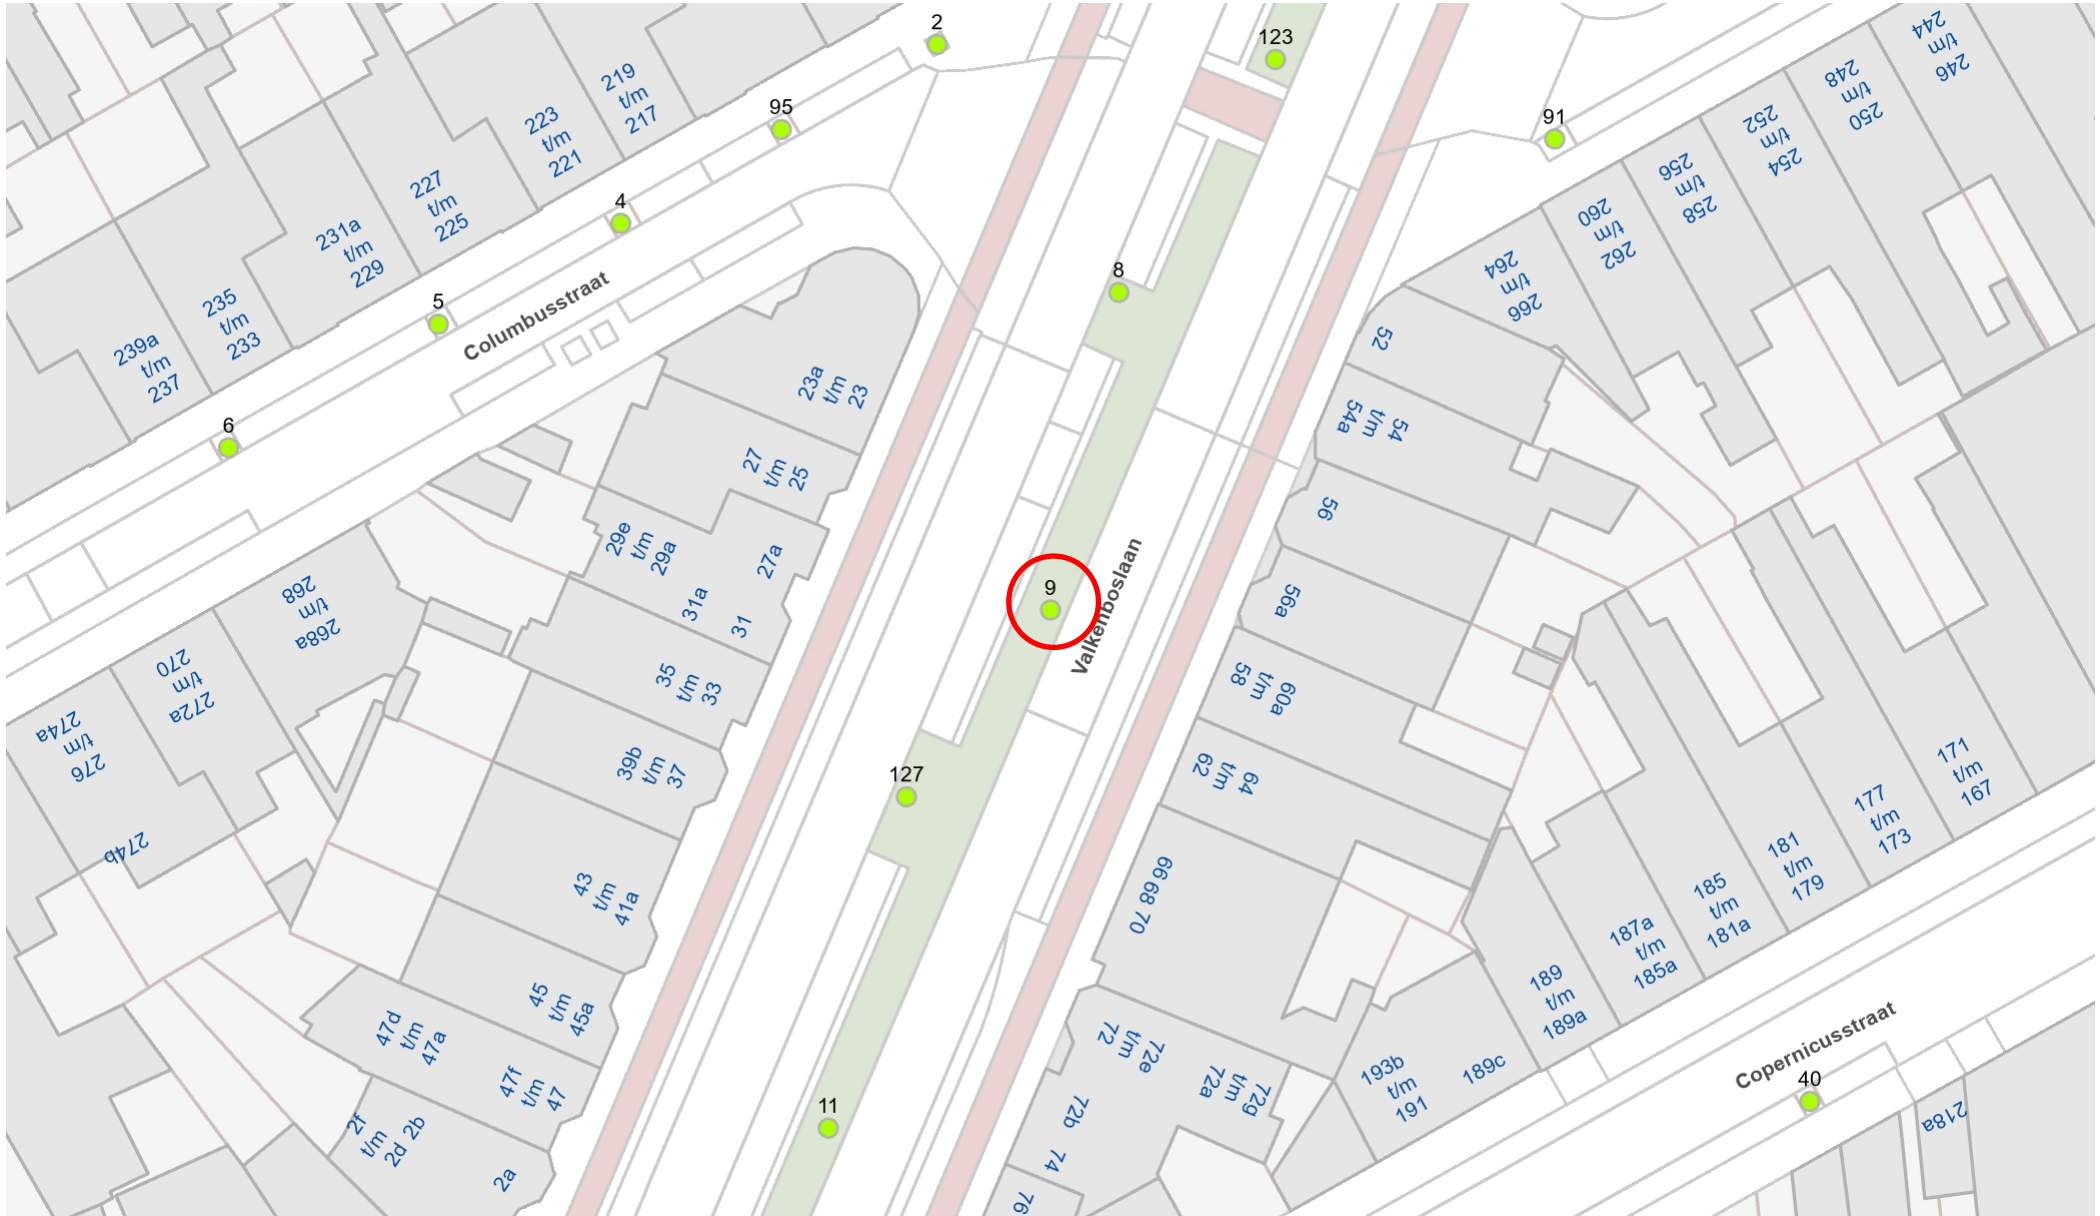 2
123
95
91
4
8
5
6
9
127
11
40
Columbusstraat
Valkenboslaan
Copernicusstraat
219
t/m
217
223
t/m
221
227
t/m
225
231a
t/m
229
235
t/m
233
239a
t/m
237
244
t/m
246
248
t/m
250
252
t/m
254
256
t/m
258
260
t/m
262
264
t/m
266
52
54a
t/m
54
56
56a
58
t/m
60a
62
t/m
64
66 68 70
72
t/m
72e
72a
t/m
72g
72b
74
76
23a
t/m
23
27
t/m
25
29e
t/m
29a
27a
31a
31
35
t/m
33
39b
t/m
37
43
t/m
41a
45
t/m
45a
47d
t/m
47a
47f
t/m
47
2f
t/m
2d 2b
2a
268
t/m
268a
270
t/m
272a
274a
t/m
276
274b
171
t/m
167
177
t/m
173
181
t/m
179
185
t/m
181a
187a
t/m
185a
189
t/m
189a
189c
193b
t/m
191
218a